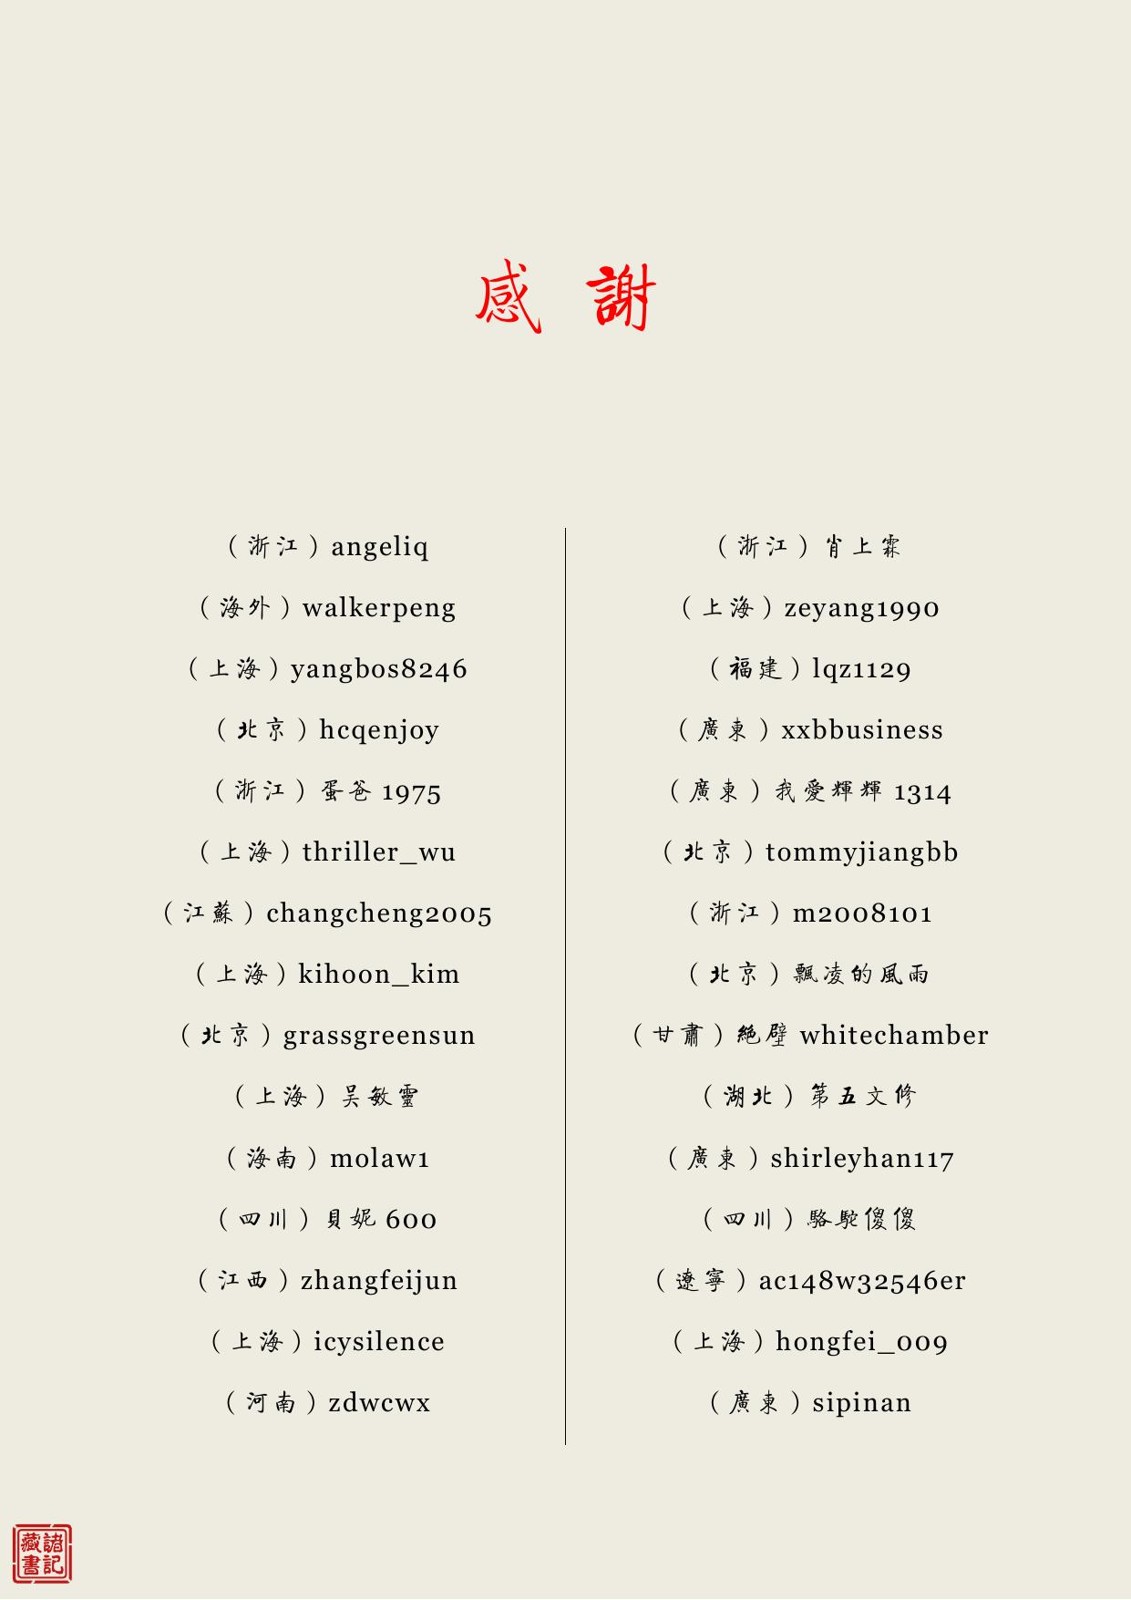 感 謝
（浙江）angeliq
（海外）walkerpeng
（上海）yangbos8246
（北京）hcqenjoy
（浙江）蛋爸 1975
（上海）thriller_wu
（江蘇）changcheng2005
（上海）kihoon_kim
（北京）grassgreensun
（上海）吴敏靈
（海南）molaw1
（四川）貝妮 600
（江西）zhangfeijun
（上海）icysilence
（河南）zdwcwx
（浙江）肖上霖
（上海）zeyang1990
（福建）lqz1129
（廣東）xxbbusiness
（廣東）我愛輝輝 1314
（北京）tommyjiangbb
（浙江）m2008101
（北京）飄凌的風雨
（甘肅）絶壁 whitechamber
（湖北）第五文修
（廣東）shirleyhan117
（四川）駱駝傻傻
（遼寧）ac148w32546er
（上海）hongfei_009
（廣東）sipinan
諸記
藏書